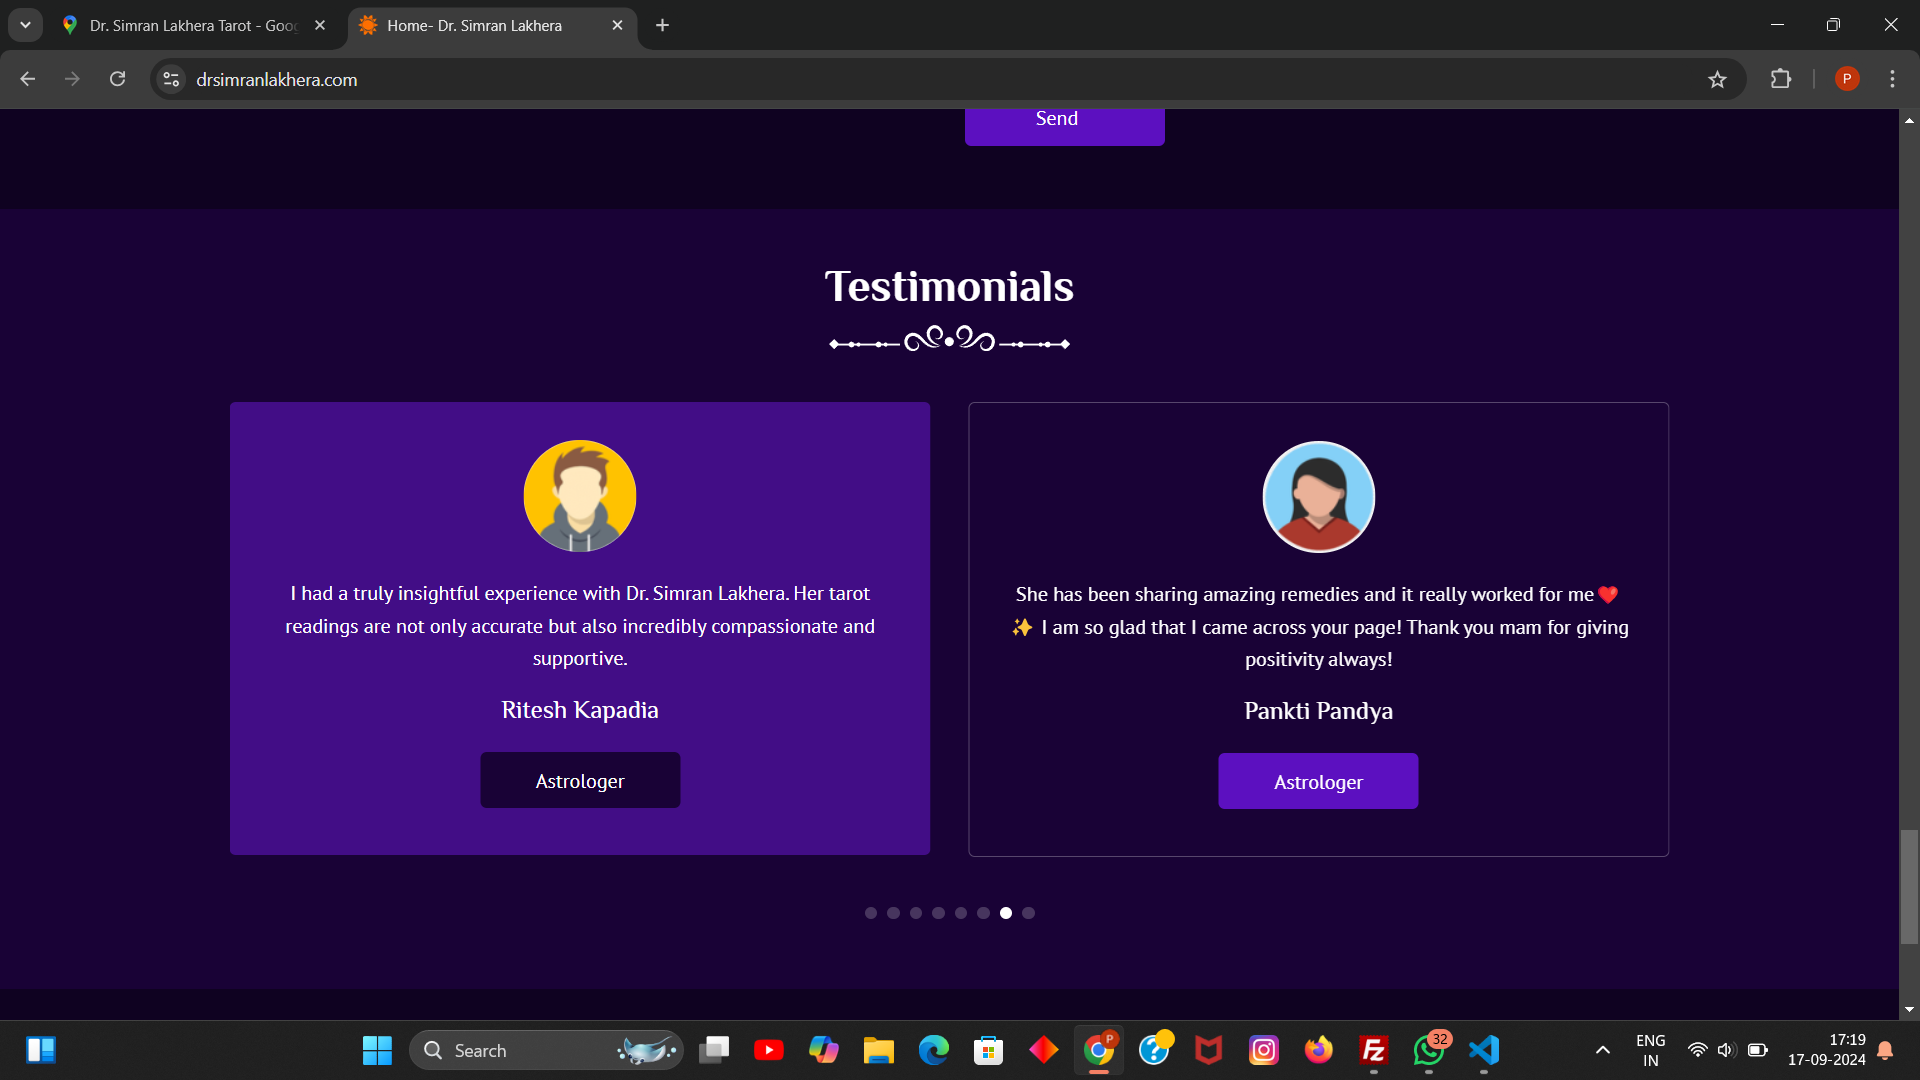 Dr. Simran Lakhera Tarot - Goo
Home- Dr. Simran Lakhera
drsimranlakhera.com
P
Send
Testimonials
I had a truly insightful experience with Dr. Simran Lakhera. Her tarot
readings are not only accurate but also incredibly compassionate and
supportive.
Ritesh Kapadia
Astrologer
She has been sharing amazing remedies and it really worked for me❤️
✨ I am so glad that I came across your page! Thank you mam for giving
positivity always!
Pankti Pandya
Astrologer
Search
P
?
Fz
32
ENG
IN
17:19
17-09-2024